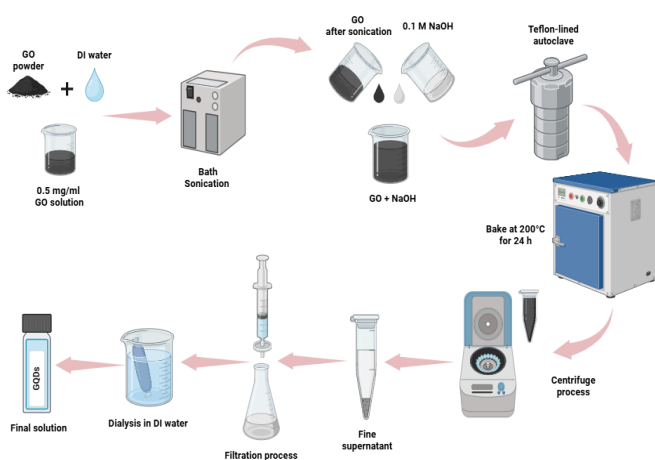 GO
powder
+
DI water
0.5 mg/ml
GO solution
Bath
Sonication
GO
after sonication
0.1 M NaOH
GO + NaOH
Teflon-lined
autoclave
Bake at 200°C
for 24 h
Centrifuge
process
Fine
supernatant
Filtration process
Dialysis in DI water
GQDs
Final solution